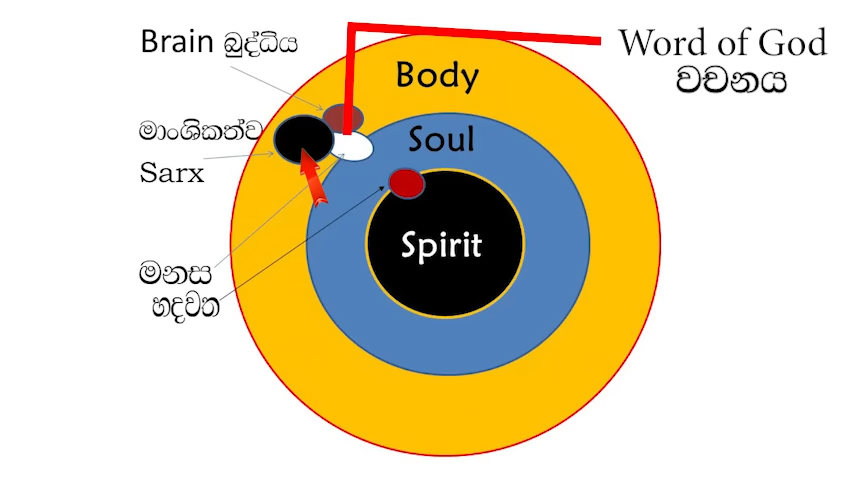 Brain බුද්ධිය
Word of God
වචනය
Body
මාංශිකත්ව
Soul
Sarx
Spirit
මනස
හදවත